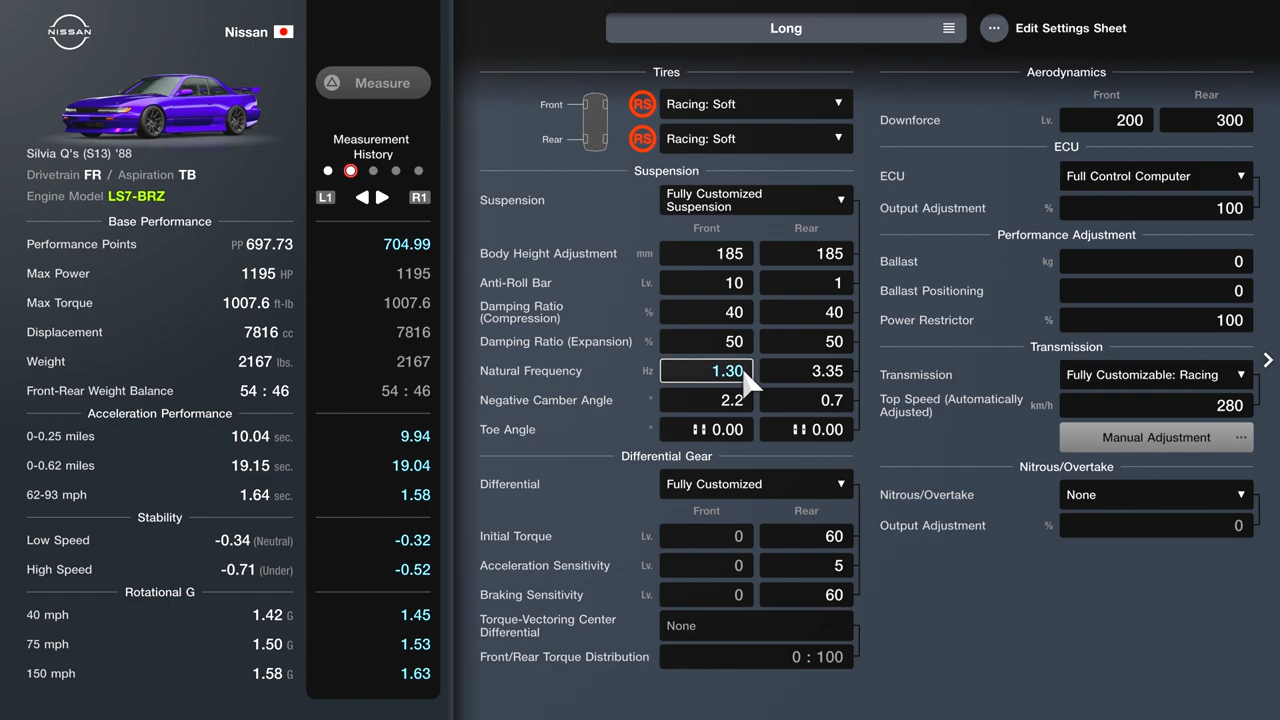 NISSAN
Nissan
Silvia Q's (S13) '88
Drivetrain FR / Aspiration TB
Engine Model LS7-BRZ
Base Performance
Performance Points PP 697.73 704.99
Max Power 1195 HP 1195
Max Torque 1007.6 ft-lb 1007.6
Displacement 7816 cc 7816
Weight 2167 lbs. 2167
Front-Rear Weight Balance 54 : 46 54 : 46
Acceleration Performance
0-0.25 miles 10.04 sec. 9.94
0-0.62 miles 19.15 sec. 19.04
62-93 mph 1.64 sec. 1.58
Stability
Low Speed -0.34 (Neutral) -0.32
High Speed -0.71 (Under) -0.52
Rotational G
40 mph 1.42 G 1.45
75 mph 1.50 G 1.53
150 mph 1.58 G 1.63
Measure
Measurement
History
L1 R1
Long
Edit Settings Sheet
Tires
Front RS Racing: Soft
Rear RS Racing: Soft
Suspension
Suspension Fully Customized
Suspension
Front Rear
Body Height Adjustment mm 185 185
Anti-Roll Bar Lv. 10 1
Damping Ratio
(Compression) % 40 40
Damping Ratio (Expansion) % 50 50
Natural Frequency Hz 1.30 3.35
Negative Camber Angle ° 2.2 0.7
Toe Angle ° 0.00 0.00
Differential Gear
Differential Fully Customized
Front Rear
Initial Torque Lv. 0 60
Acceleration Sensitivity Lv. 0 5
Braking Sensitivity Lv. 0 60
Torque-Vectoring Center
Differential None
Front/Rear Torque Distribution 0 : 100
Aerodynamics
Front Rear
Downforce Lv. 200 300
ECU
ECU Full Control Computer
Output Adjustment % 100
Performance Adjustment
Ballast kg 0
Ballast Positioning 0
Power Restrictor % 100
Transmission
Transmission Fully Customizable: Racing
Top Speed (Automatically
Adjusted) km/h 280
Manual Adjustment
Nitrous/Overtake
Nitrous/Overtake None
Output Adjustment % 0